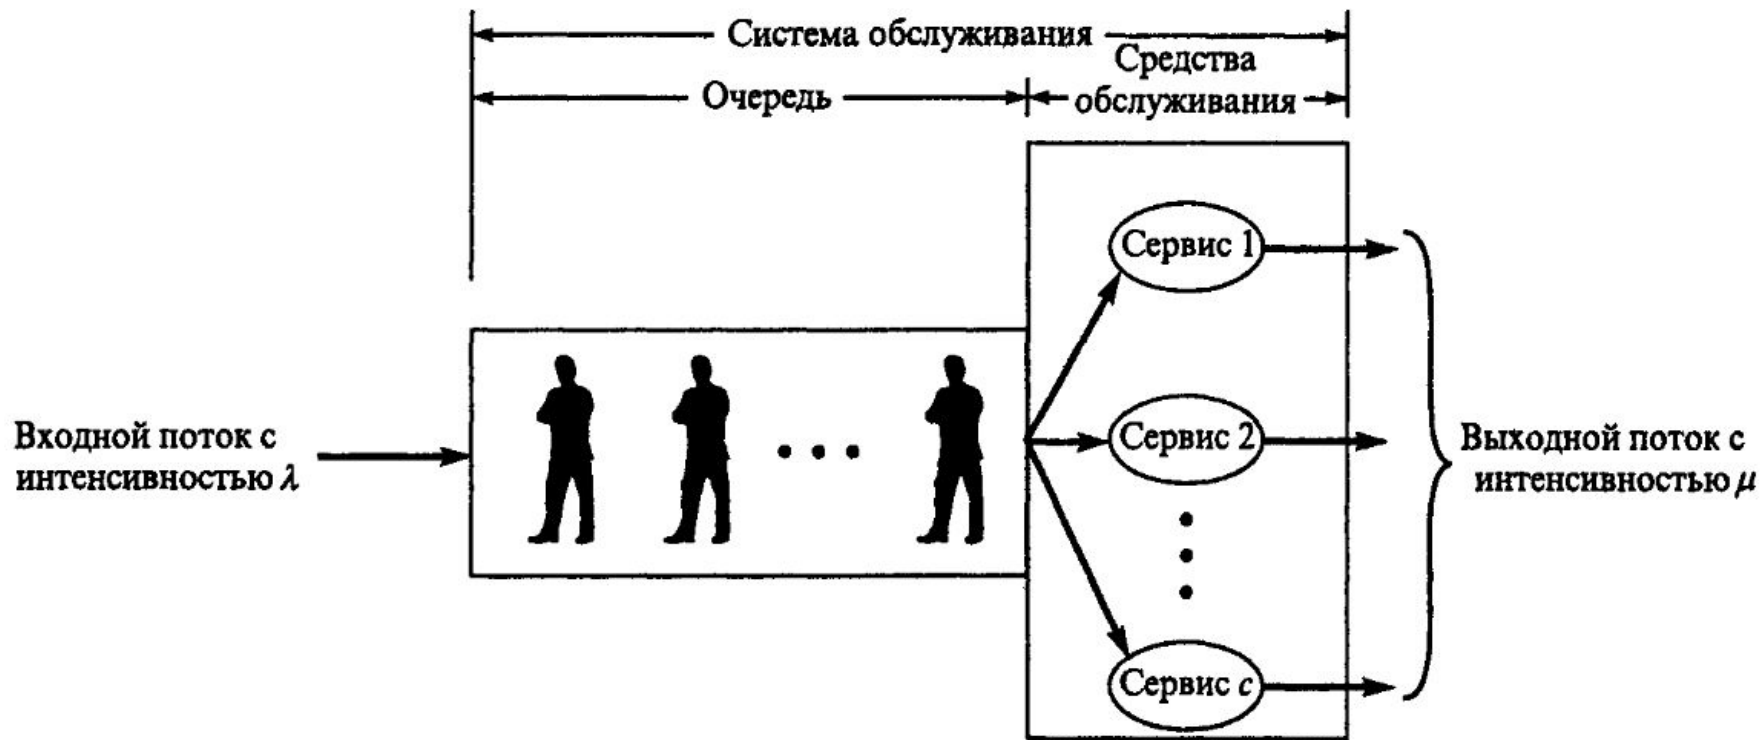 Система обслуживания
Средства
обслуживания
Очередь
Сервис 1
Входной поток с
интенсивностью λ
Сервис 2
Выходной поток с
интенсивностью μ
Сервис c